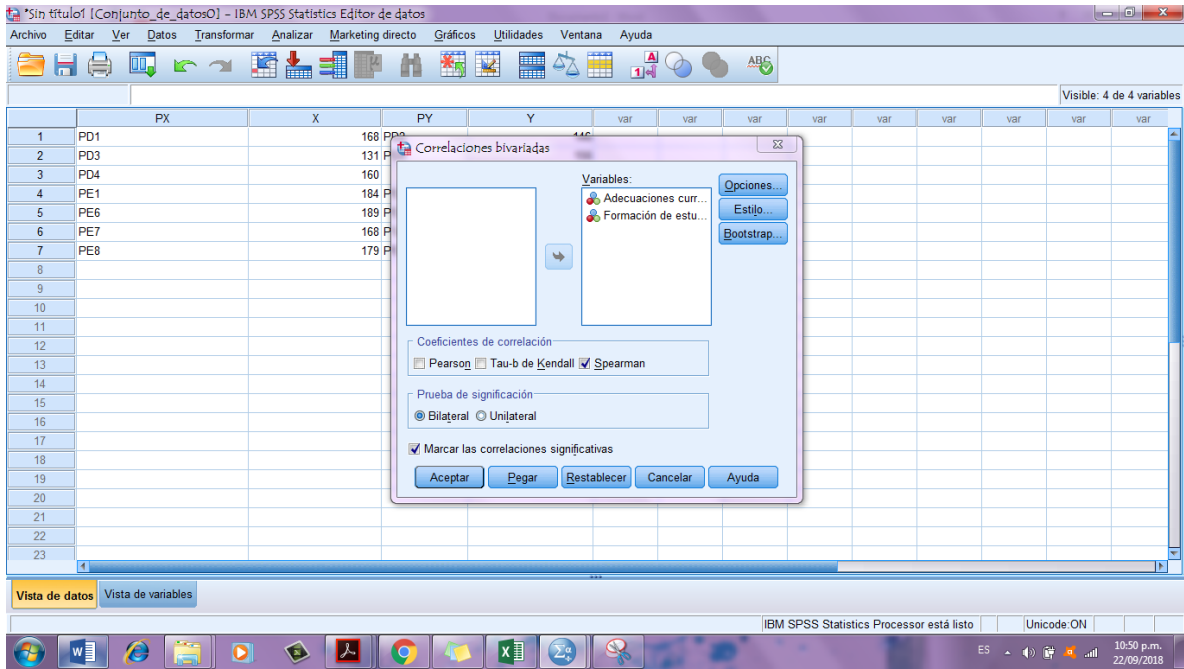 *Sin título1 [Conjunto_de_datos0] - IBM SPSS Statistics Editor de datos
Archivo Editar Ver Datos Transformar Analizar Marketing directo Gráficos Utilidades Ventana Ayuda
Visible: 4 de 4 variables
PX X PY Y var var var var var var var var var
1 PD1 168
2 PD3 131
3 PD4 160
4 PE1 184
5 PE6 189
6 PE7 168
7 PE8 179
8
9
10
11
12
13
14
15
16
17
18
19
20
21
22
23
Correlaciones bivariadas
Variables:
Adecuaciones curr...
Formación de estu...
Opciones...
Estilo...
Bootstrap...
Coeficientes de correlación
Pearson Tau-b de Kendall Spearman
Prueba de significación
Bilateral Unilateral
Marcar las correlaciones significativas
Aceptar Pegar Restablecer Cancelar Ayuda
Vista de datos Vista de variables
IBM SPSS Statistics Processor está listo Unicode:ON
ES 10:50 p.m.
22/09/2018